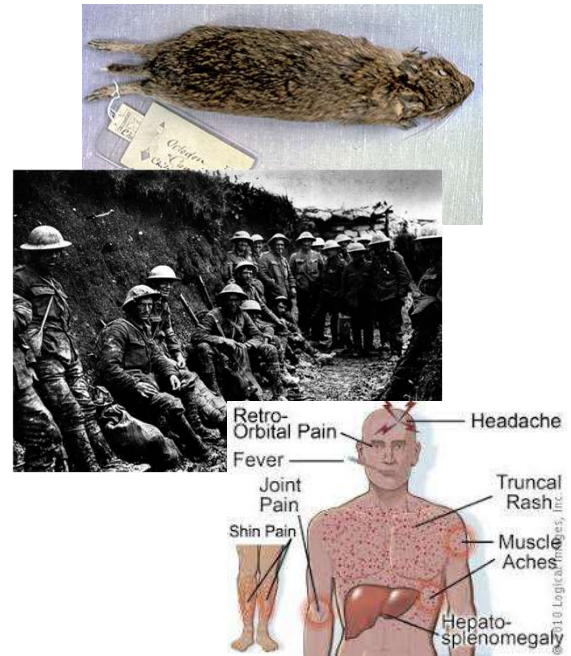 Octodon
Retro-
Orbital Pain
Headache
Fever
Joint
Pain
Truncal
Rash
Shin Pain
Muscle
Aches
Hepato-
splenomegaly
© 2010 Logical Images, Inc.